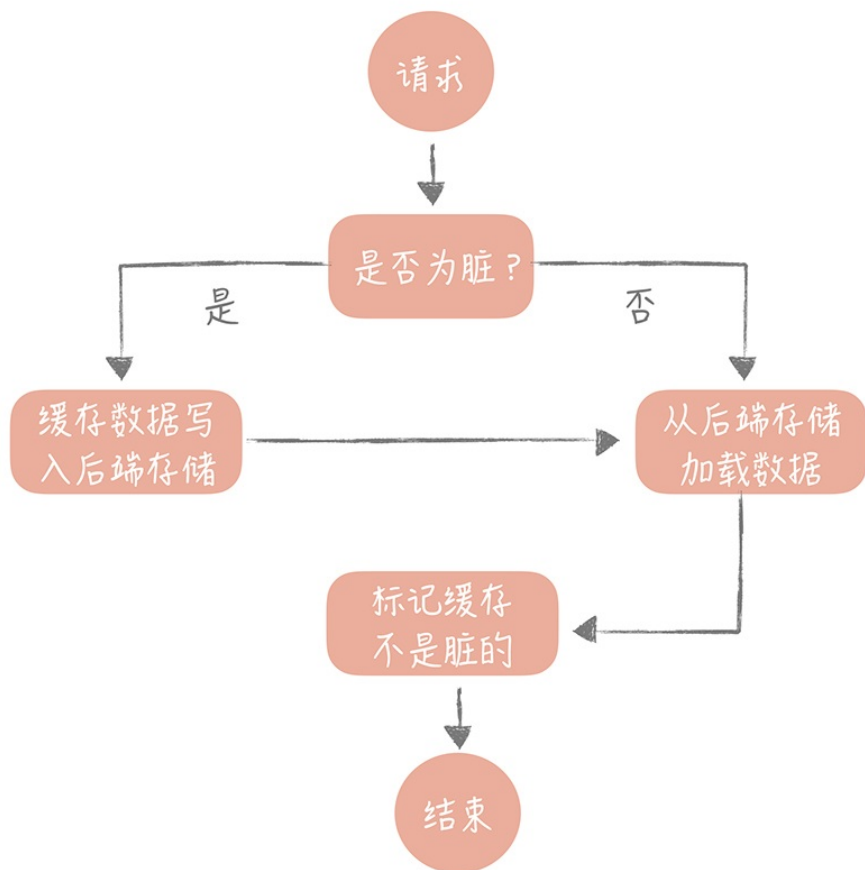 请求
是否为脏？
是
否
缓存数据写
入后端存储
从后端存储
加载数据
标记缓存
不是脏的
结束